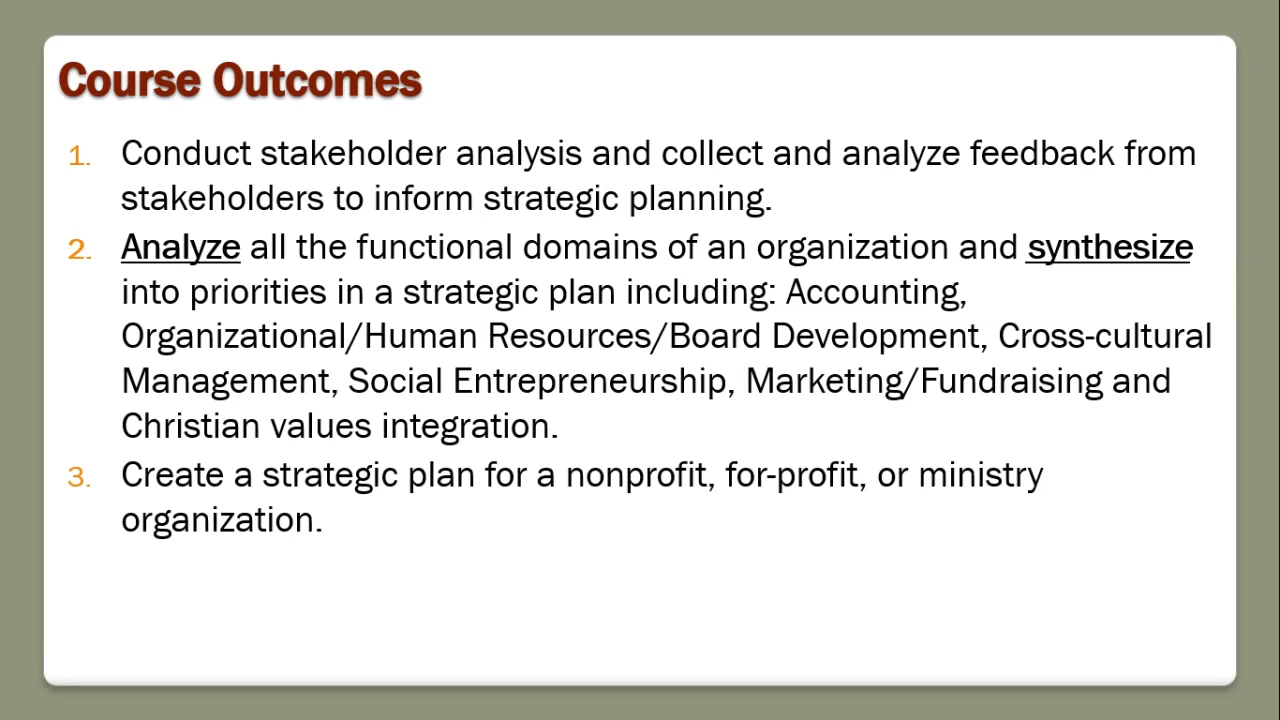 Course Outcomes
1. Conduct stakeholder analysis and collect and analyze feedback from
stakeholders to inform strategic planning.
2. Analyze all the functional domains of an organization and synthesize
into priorities in a strategic plan including: Accounting,
Organizational/Human Resources/Board Development, Cross-cultural
Management, Social Entrepreneurship, Marketing/Fundraising and
Christian values integration.
3. Create a strategic plan for a nonprofit, for-profit, or ministry
organization.